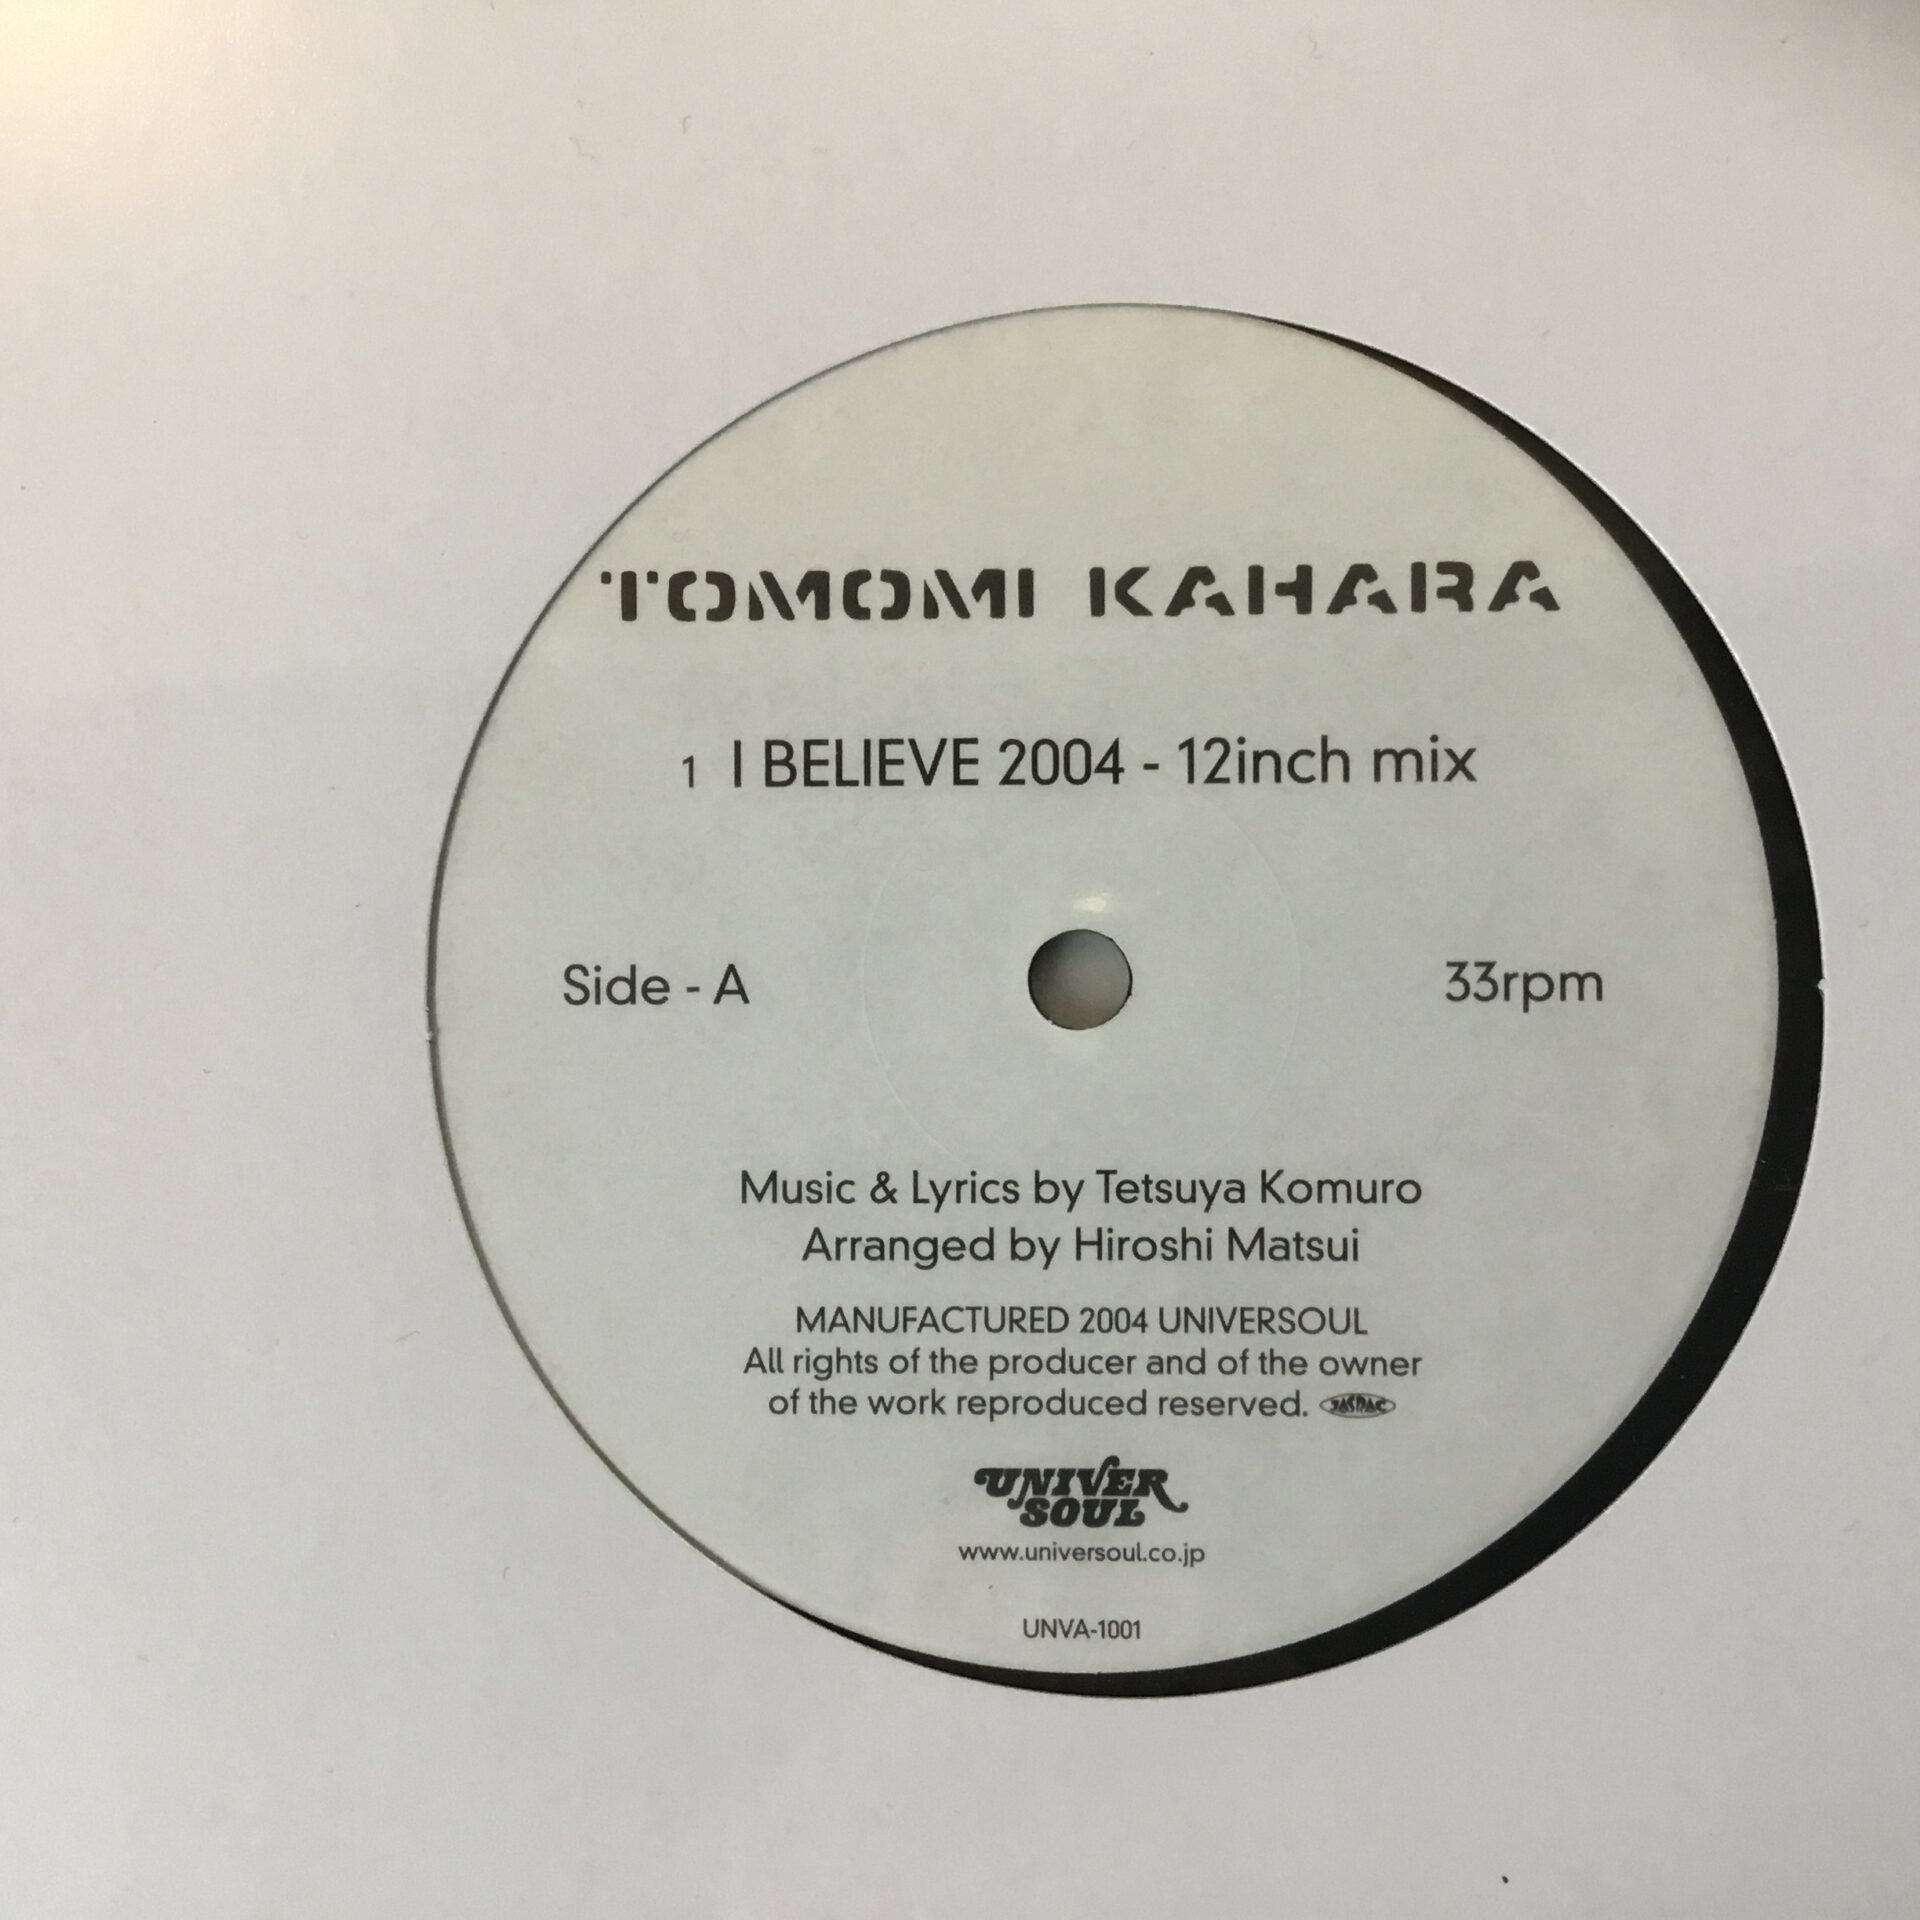 TOMOMI KAHARA
1 I BELIEVE 2004 - 12inch mix
Side - A
33rpm
Music & Lyrics by Tetsuya Komuro
Arranged by Hiroshi Matsui
MANUFACTURED 2004 UNIVERSOUL
All rights of the producer and of the owner
of the work reproduced reserved. JASRAC
UNIVER
SOUL
www.universoul.co.jp
UNVA-1001